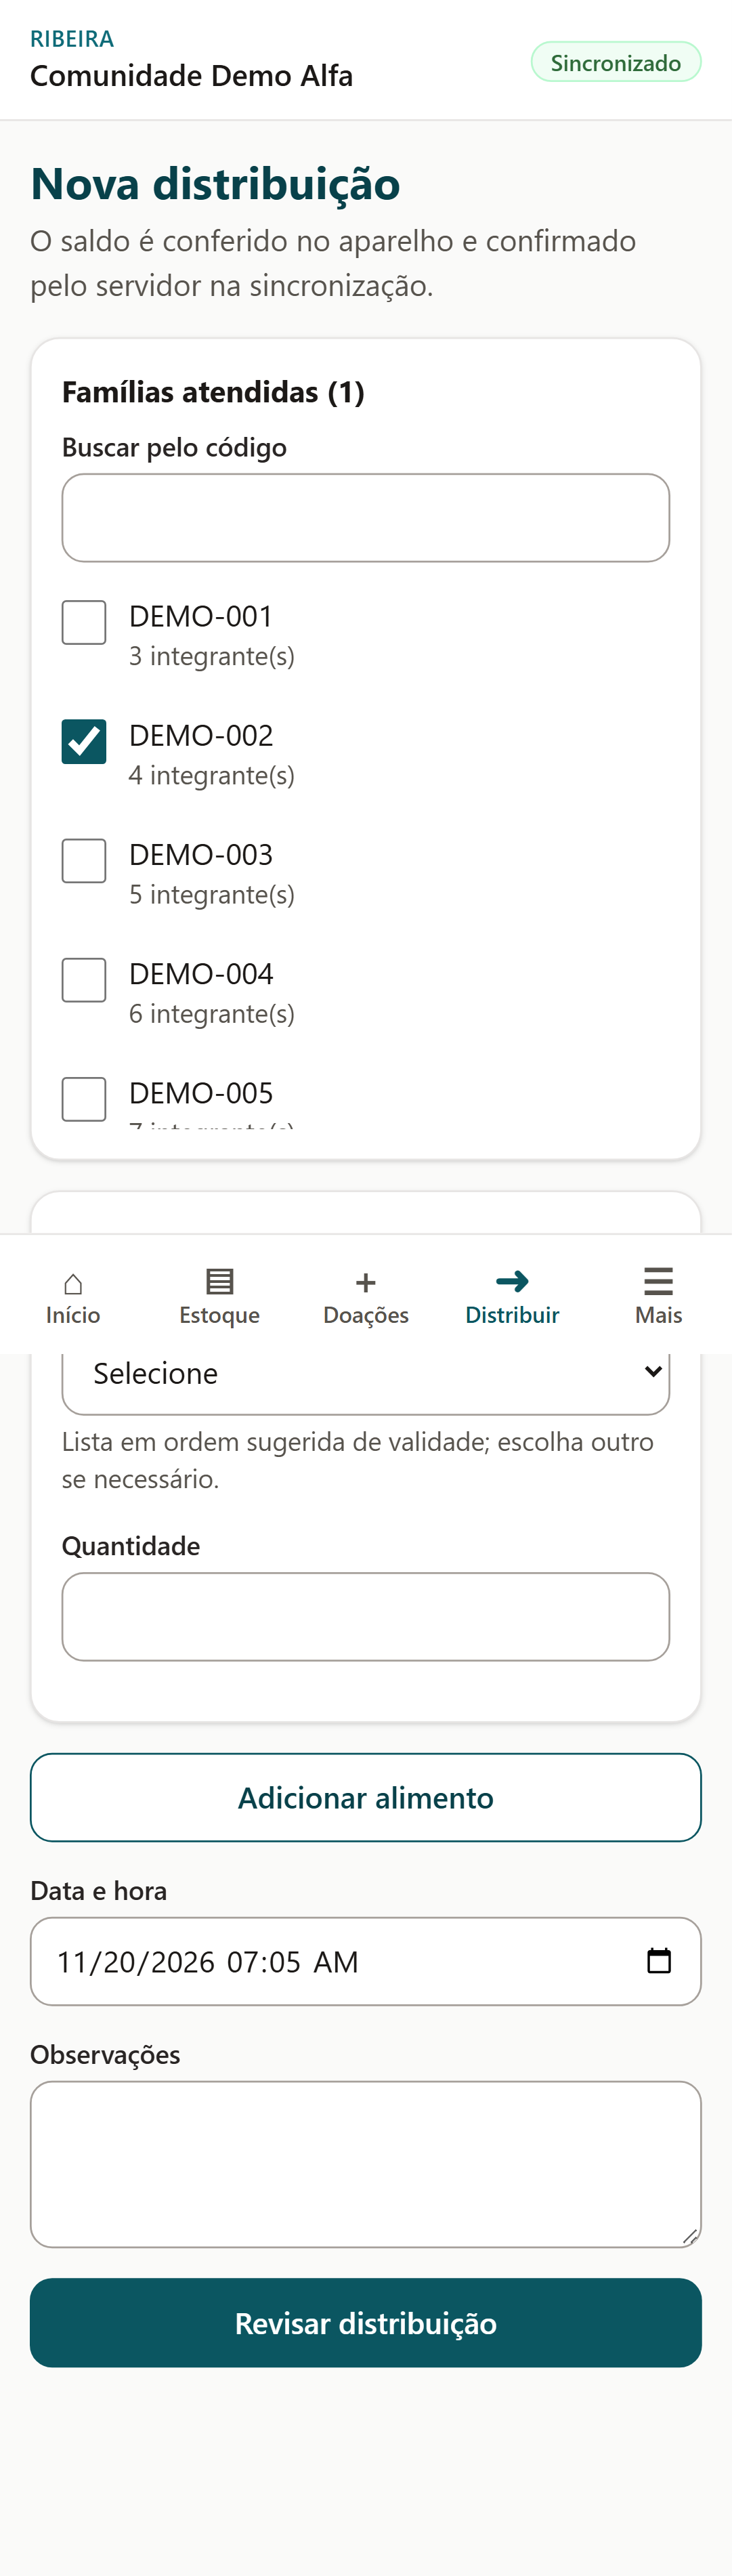 RIBEIRA
Comunidade Demo Alfa
Sincronizado
Nova distribuição
O saldo é conferido no aparelho e confirmado
pelo servidor na sincronização.
Famílias atendidas (1)
Buscar pelo código
DEMO-001
3 integrante(s)
DEMO-002
4 integrante(s)
DEMO-003
5 integrante(s)
DEMO-004
6 integrante(s)
DEMO-005
7 integrante(s)
Início
Estoque
Doações
Distribuir
Mais
Selecione
Lista em ordem sugerida de validade; escolha outro
se necessário.
Quantidade
Adicionar alimento
Data e hora
11/20/2026 07:05 AM
Observações
Revisar distribuição